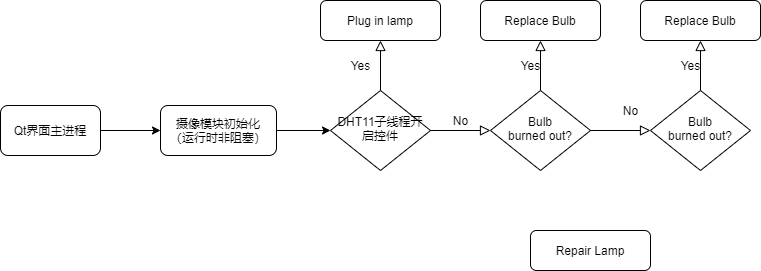 Plug in lamp
Replace Bulb
Replace Bulb
Yes
Yes
Yes
Qt界面主进程
摄像模块初始化
（运行时非阻塞）
DHT11子线程开
启控件
No
Bulb
burned out?
No
Bulb
burned out?
Repair Lamp